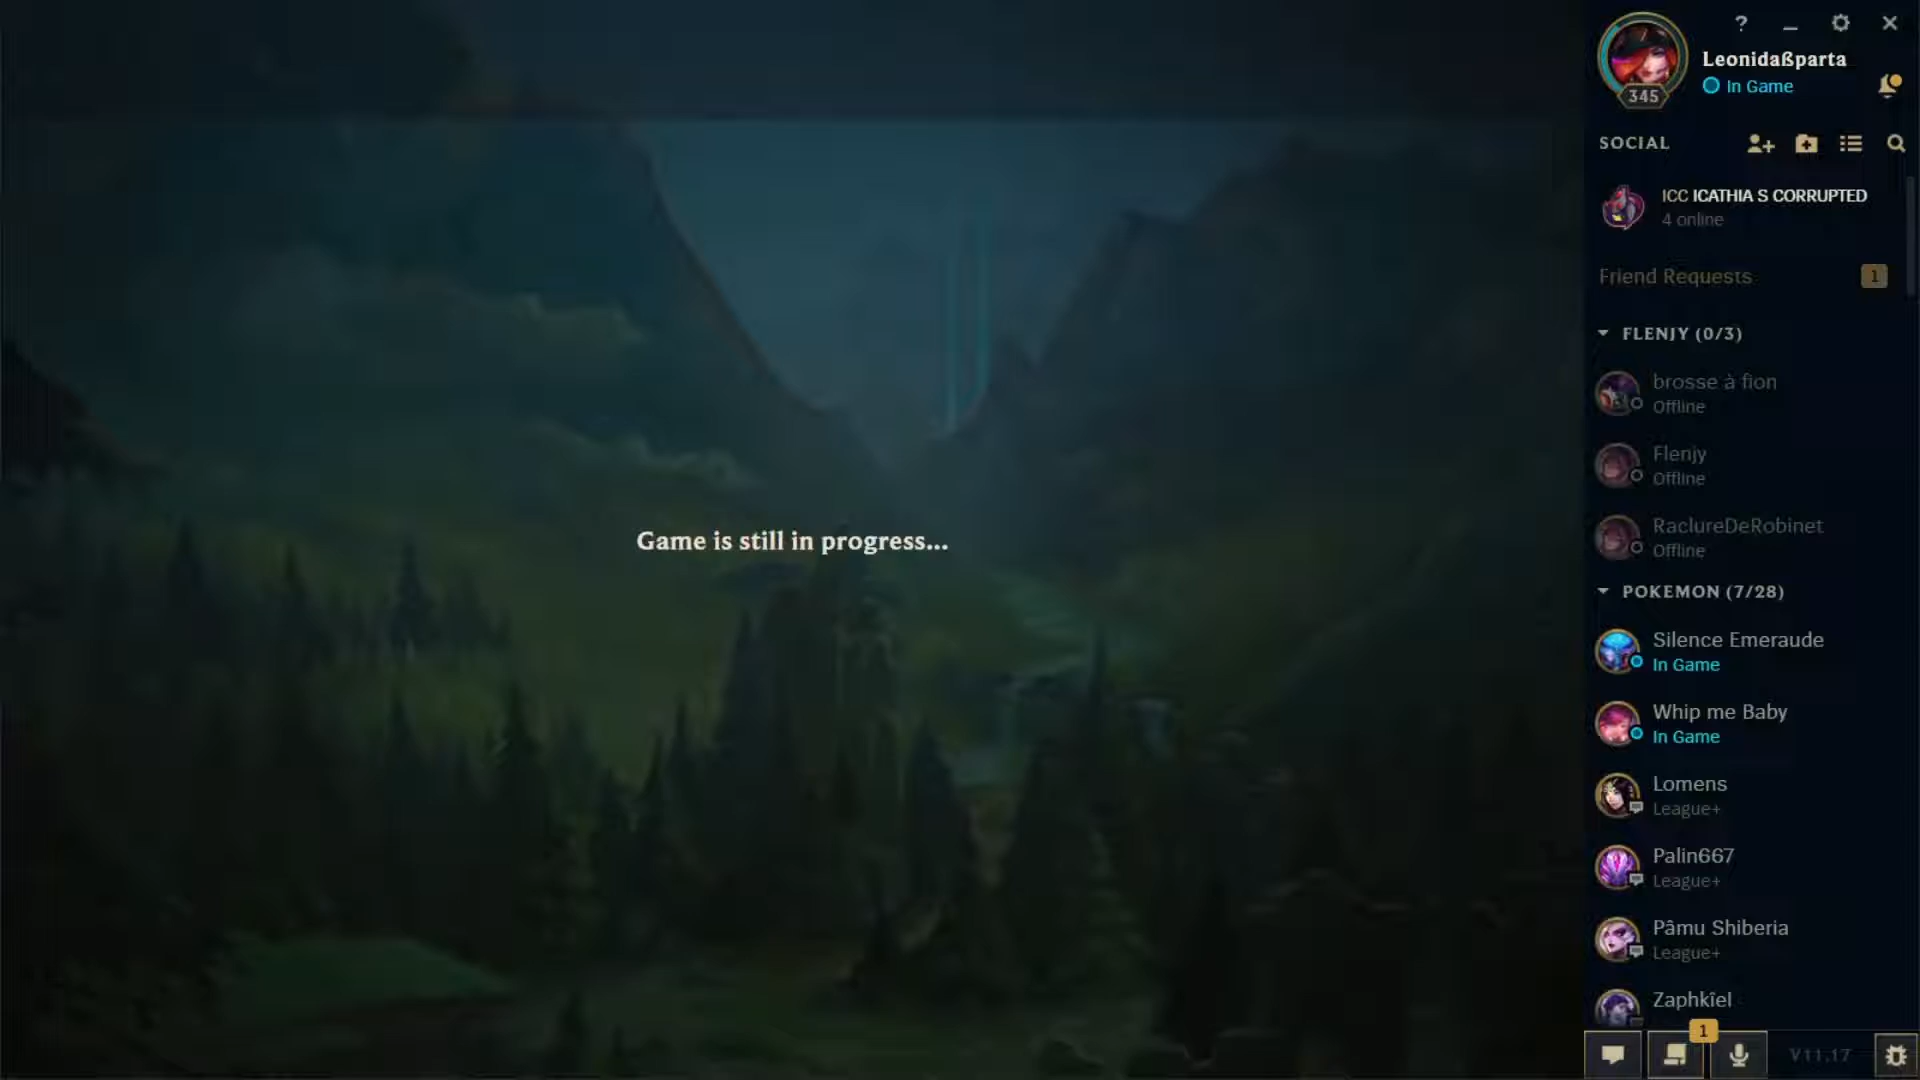 ?
Leonidaßparta
In Game
345
SOCIAL
ICC ICATHIA S CORRUPTED
4 online
Friend Requests
1
FLENJY (0/3)
brosse à fion
Offline
Flenjy
Offline
RaclureDeRobinet
Offline
Game is still in progress...
POKEMON (7/28)
Silence Emeraude
In Game
Whip me Baby
In Game
Lomens
League+
Palin667
League+
Pâmu Shiberia
League+
Zaphkîel
1
V11.17